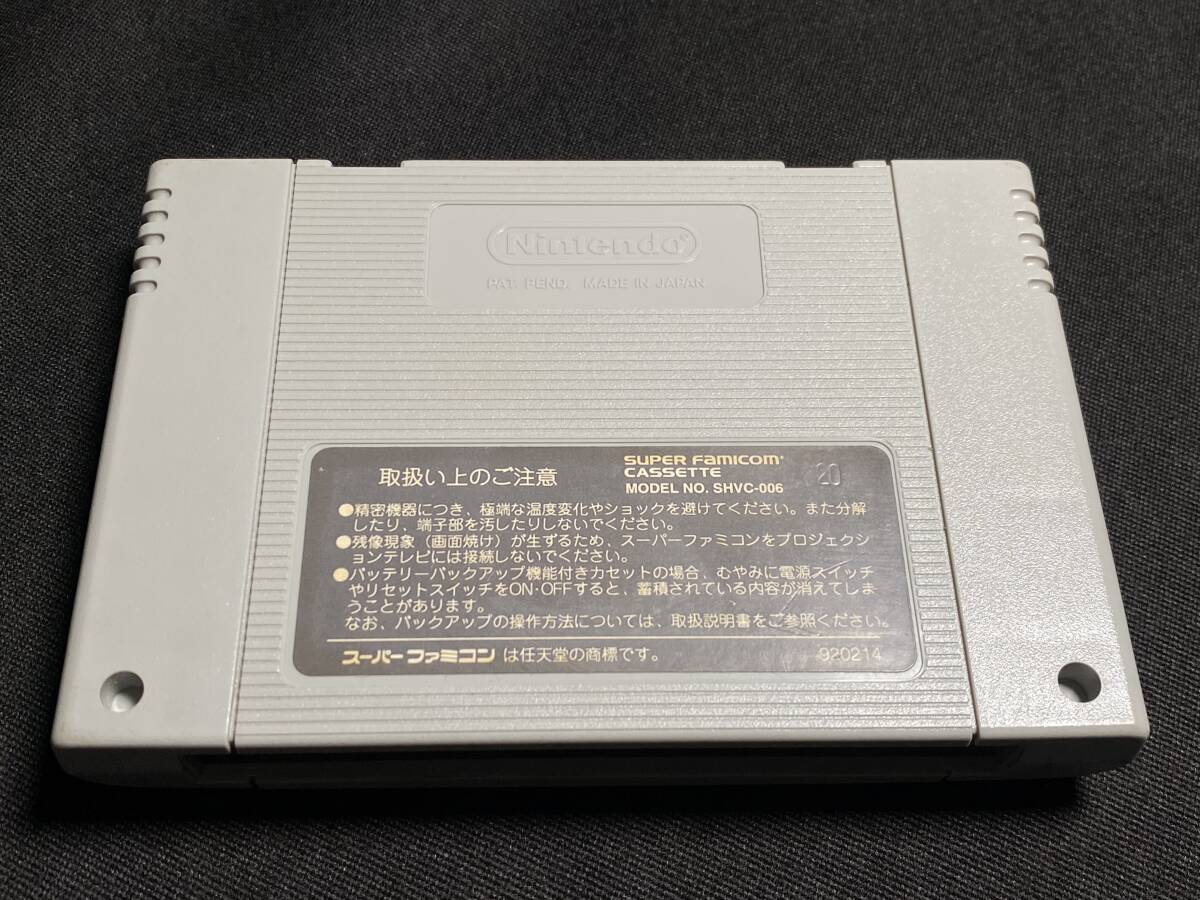 Nintendo®
PAT. PEND. MADE IN JAPAN
取扱い上のご注意
SUPER FAMICOM®
CASSETTE
MODEL NO. SHVC-006
20
●精密機器につき、極端な温度変化やショックを避けてください。また分解
したり、端子部を汚したりしないでください。
●残像現象（画面焼け）が生ずるため、スーパーファミコンをプロジェクシ
ョンテレビには接続しないでください。
●バッテリーバックアップ機能付きカセットの場合、むやみに電源スイッチ
やリセットスイッチをON·OFFすると、蓄積されている内容が消えてしま
うことがあります。
なお、バックアップの操作方法については、取扱説明書をご参照ください。
スーパーファミコンは任天堂の商標です。
920214